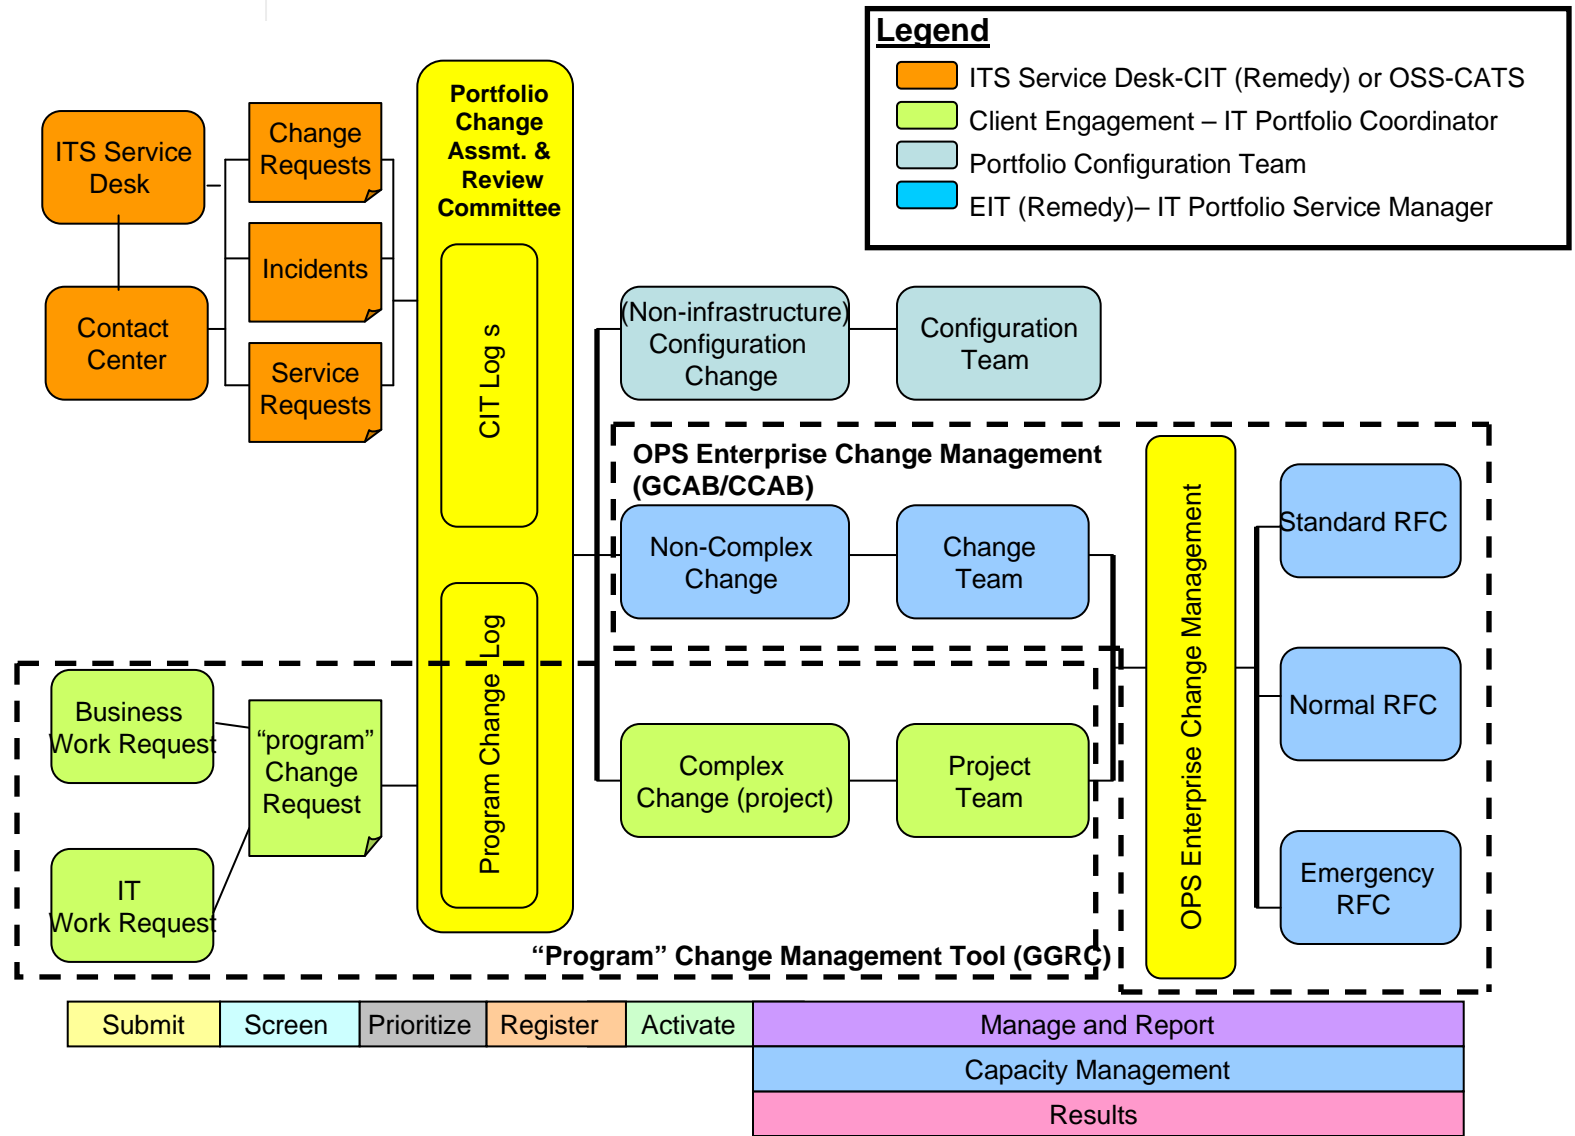 Legend
ITS Service Desk-CIT (Remedy) or OSS-CATS
Client Engagement – IT Portfolio Coordinator
Portfolio Configuration Team
EIT (Remedy)– IT Portfolio Service Manager
ITS Service
Desk
Contact
Center
Change
Requests
Incidents
Service
Requests
Portfolio
Change
Assmt. &
Review
Committee
CIT Log s
Program Change Log
(Non-infrastructure)
Configuration
Change
Configuration
Team
OPS Enterprise Change Management
(GCAB/CCAB)
Non-Complex
Change
Change
Team
OPS Enterprise Change Management
Standard RFC
Normal RFC
Emergency
RFC
Business
Work Request
IT
Work Request
“program”
Change
Request
Complex
Change (project)
Project
Team
“Program” Change Management Tool (GGRC)
Submit
Screen
Prioritize
Register
Activate
Manage and Report
Capacity Management
Results